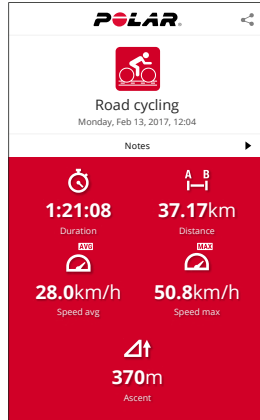 POLAR.
Road cycling
Monday, Feb 13, 2017, 12:04
Notes
A B
1:21:08 37.17km
Duration Distance
AVG MAX
28.0km/h 50.8km/h
Speed avg Speed max
370m
Ascent